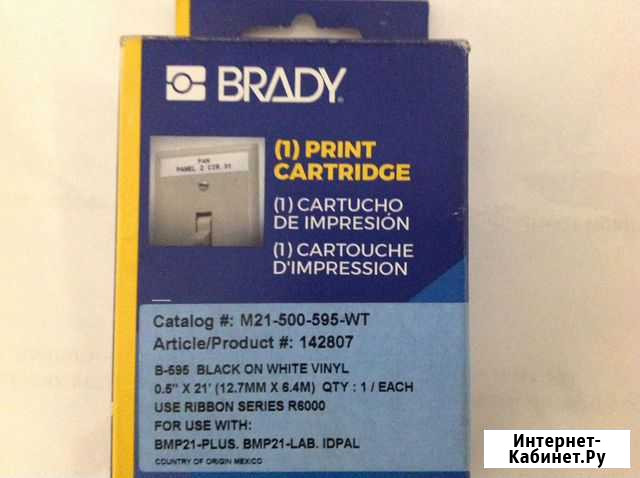 BRADY
PAN
PANEL 2 CIR.31
(1) PRINT
CARTRIDGE
(1) CARTUCHO
DE IMPRESIÓN
(1) CARTOUCHE
D'IMPRESSION
Catalog #: M21-500-595-WT
Article/Product #: 142807
B-595 BLACK ON WHITE VINYL
0.5" X 21' (12.7MM X 6.4M) QTY : 1 / EACH
USE RIBBON SERIES R6000
FOR USE WITH:
BMP21-PLUS. BMP21-LAB. IDPAL
COUNTRY OF ORIGIN MEXICO
Интернет-
Кабинет.Ру